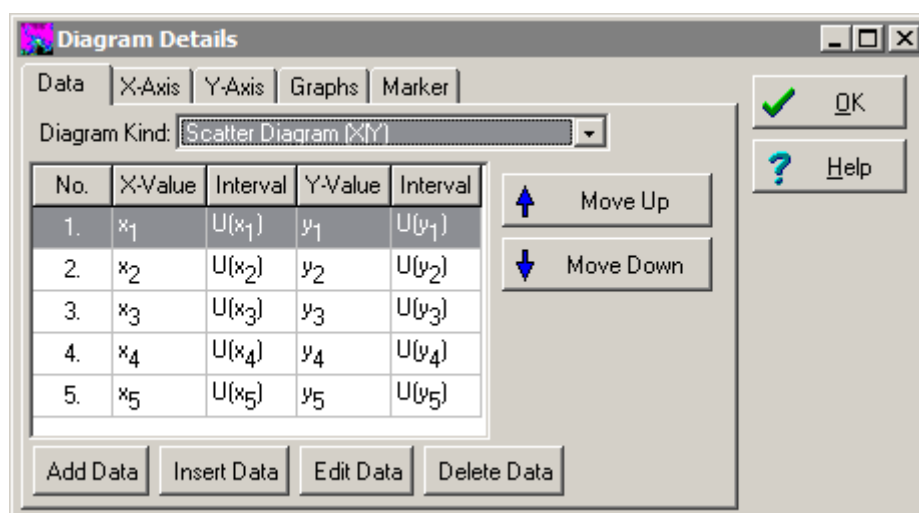 Diagram Details
Data X-Axis Y-Axis Graphs Marker
Diagram Kind: Scatter Diagram (X|Y)
No. X-Value Interval Y-Value Interval
1. x₁ U(x₁) y₁ U(y₁)
2. x₂ U(x₂) y₂ U(y₂)
3. x₃ U(x₃) y₃ U(y₃)
4. x₄ U(x₄) y₄ U(y₄)
5. x₅ U(x₅) y₅ U(y₅)
Move Up
Move Down
Add Data Insert Data Edit Data Delete Data
OK
Help